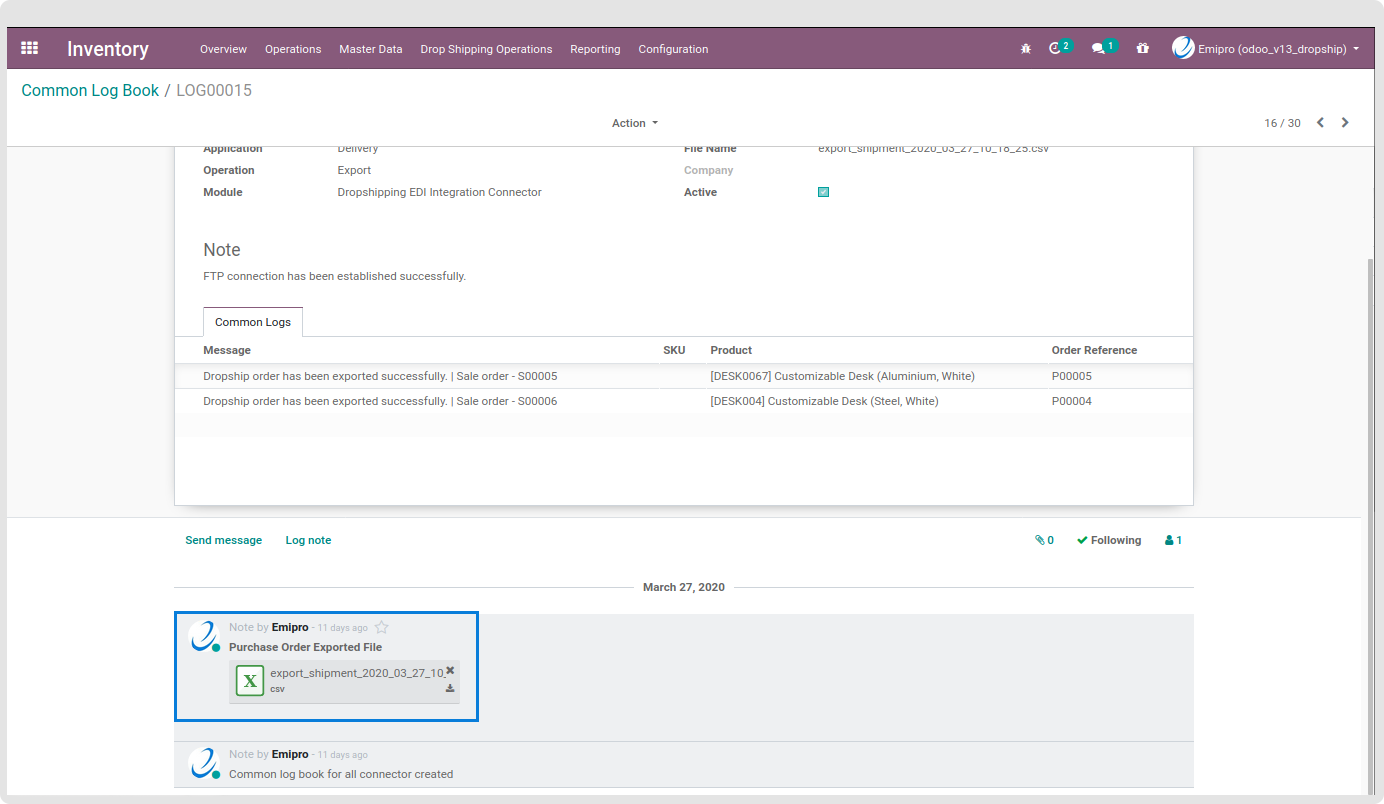 Inventory Overview Operations Master Data Drop Shipping Operations Reporting Configuration 2 1 Emipro (odoo_v13_dropship)
Common Log Book / LOG00015
Action 16 / 30
Application Delivery File Name export_shipment_2020_03_27_10_18_25.csv
Operation Export Company
Module Dropshipping EDI Integration Connector Active
Note
FTP connection has been established successfully.
Common Logs
Message SKU Product Order Reference
Dropship order has been exported successfully. | Sale order - S00005 [DESK0067] Customizable Desk (Aluminium, White) P00005
Dropship order has been exported successfully. | Sale order - S00006 [DESK004] Customizable Desk (Steel, White) P00004
Send message Log note 0 Following 1
March 27, 2020
Note by Emipro - 11 days ago
Purchase Order Exported File
X export_shipment_2020_03_27_10_
csv
Note by Emipro - 11 days ago
Common log book for all connector created